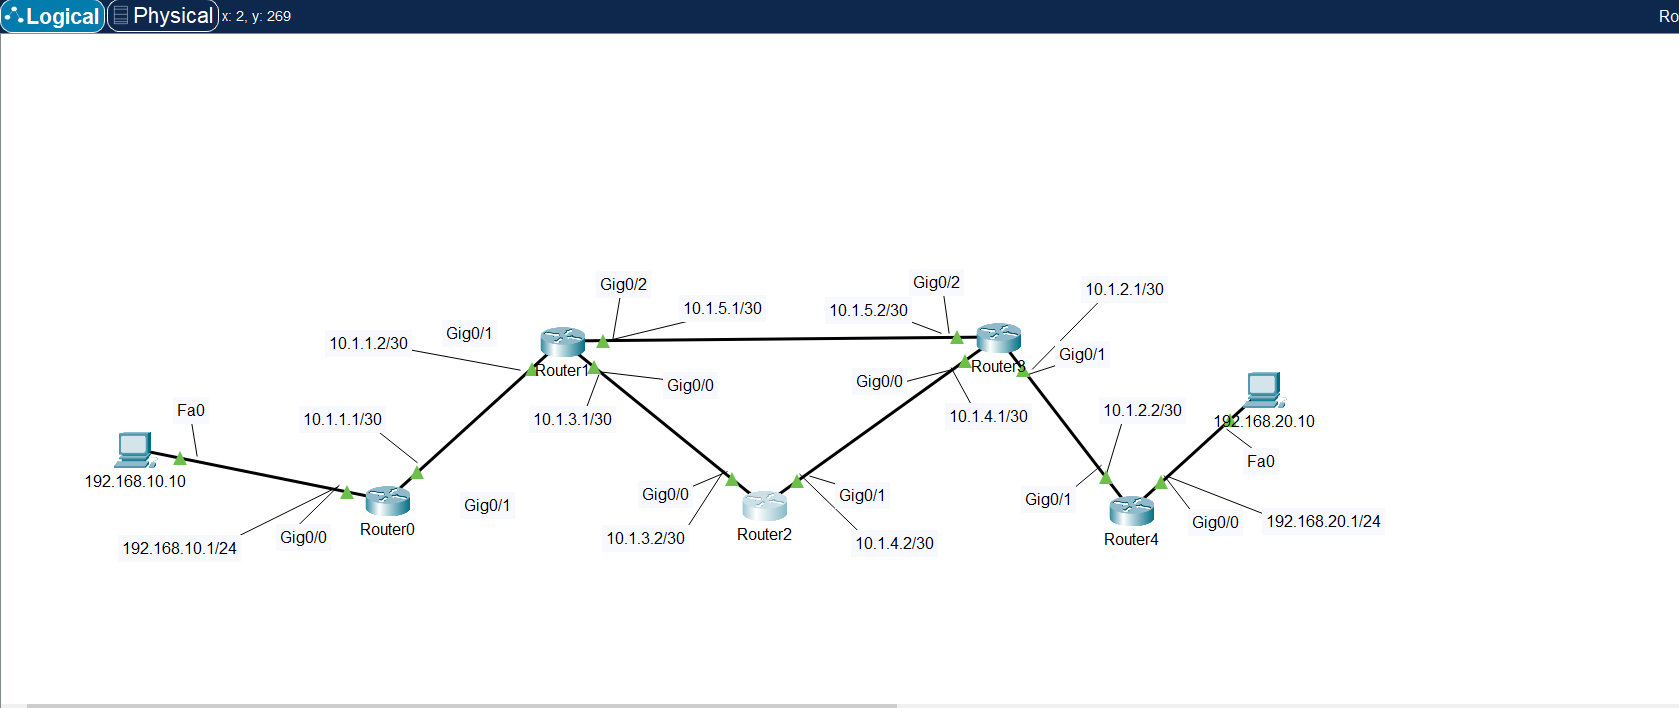 Logical Physical x: 2, y: 269 Ro
Gig0/2
Gig0/2
10.1.2.1/30
10.1.5.1/30
10.1.5.2/30
Gig0/1
10.1.1.2/30
Gig0/1
Router1
Router3
Gig0/0
Gig0/0
Fa0
10.1.1.1/30
10.1.3.1/30
10.1.4.1/30
10.1.2.2/30
192.168.20.10
Fa0
192.168.10.10
Gig0/0
Gig0/1
Gig0/1
Gig0/1
Router0
Gig0/0
192.168.10.1/24
10.1.3.2/30
Router2
10.1.4.2/30
Router4
Gig0/0
192.168.20.1/24